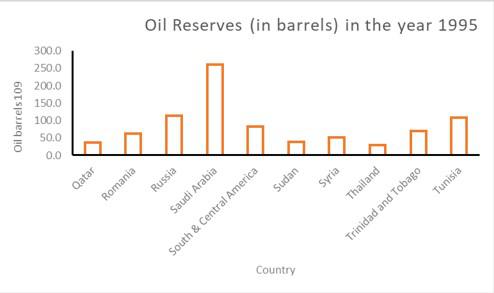 Oil Reserves (in barrels) in the year 1995
300.0
250.0
200.0
150.0
100.0
50.0
0.0
Oil barrels109
Qatar
Romania
Russia
Saudi Arabia
South & Central America
Sudan
Syria
Thailand
Trinidad and Tobago
Tunisia
Country